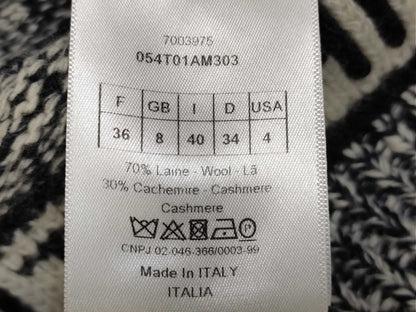 7003975
054T01AM303
F GB I D USA
36 8 40 34 4
70% Laine - Wool - Lã
30% Cachemire - Cashmere
Casmere
CNPJ 02-046-366/0003-99
Made In ITALY
ITALIA